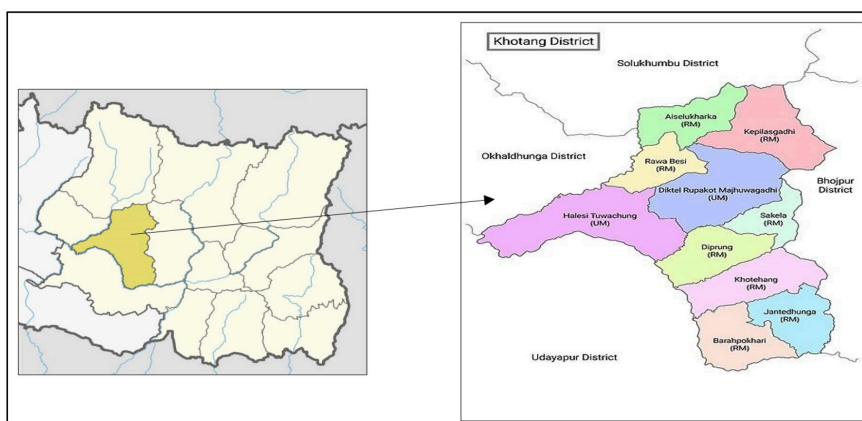 Khotang District
Solukhumbu District
Aiselukharka
(RM)
Kepilasgadhi
(RM)
Okhaldhunga District
Rawa Besi
(RM)
Bhojpur
District
Diktel Rupakot Majhuwagadhi
(UM)
Halesi Tuwachung
(UM)
Sakela
(RM)
Diprung
(RM)
Khotehang
(RM)
Jantedhunga
(RM)
Barahpokhari
(RM)
Udayapur District